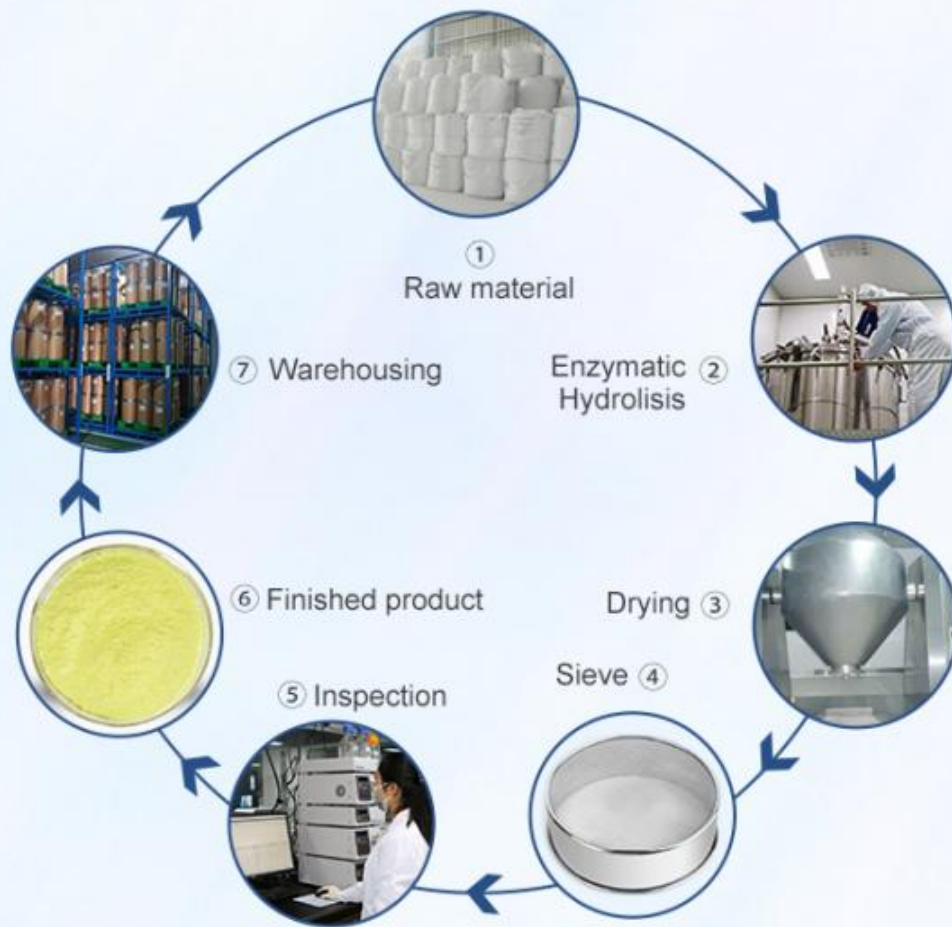 ①
Raw material
Enzymatic ②
Hydrolisis
Drying ③
Sieve ④
⑤ Inspection
⑥ Finished product
⑦ Warehousing